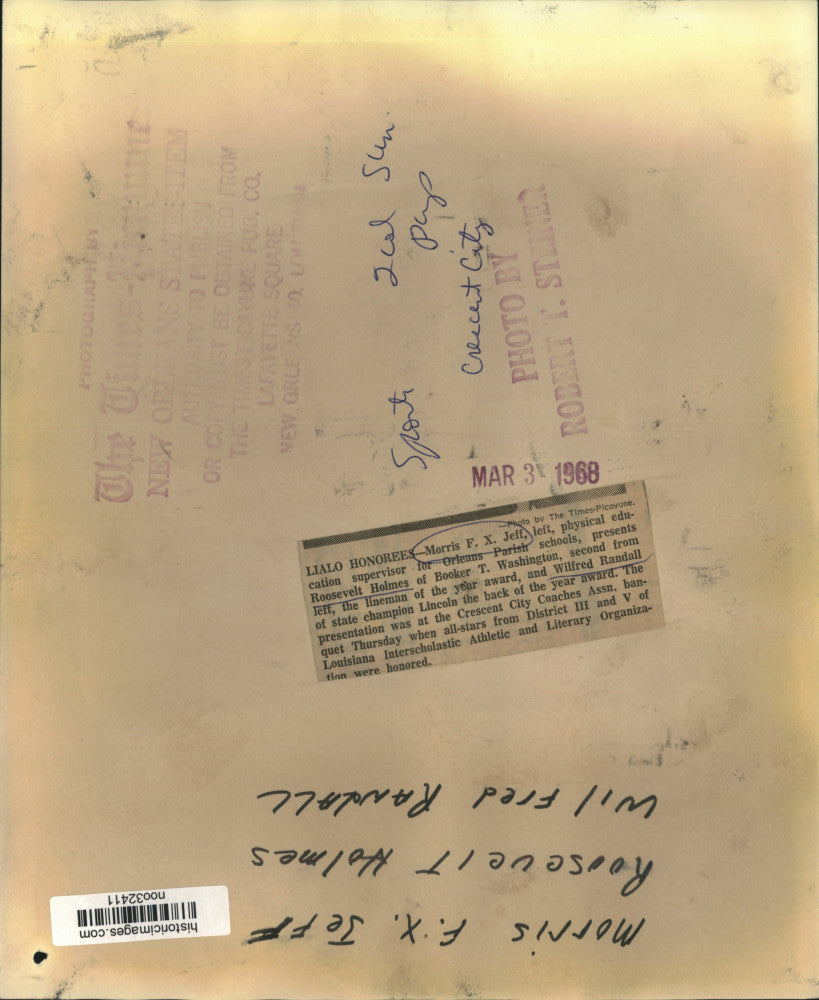 PHOTOGRAPH BY
The Times-Picayune
NEW ORLEANS STATES-ITEM
AUTHORITY TO PUBLISH
OR COPY MUST BE OBTAINED FROM
THE TIMES-PICAYUNE PUB. CO.
LAFAYETTE SQUARE
NEW ORLEANS 40, LOUISIANA
Sports 2col Sun.
Crescent City
PHOTO BY
ROBERT T. STEINER
MAR 3 1968
—Photo by The Times-Picayune.
LIALO HONOREES—Morris F. X. Jeff, left, physical edu-
cation supervisor for Orleans Parish schools, presents
Roosevelt Holmes of Booker T. Washington, second from
left, the lineman of the year award, and Wilfred Randall
of state champion Lincoln the back of the year award. The
presentation was at the Crescent City Coaches Assn. ban-
quet Thursday when all-stars from District III and V of
Louisiana Interscholastic Athletic and Literary Organiza-
tion were honored.
Morris F.X. Jeff
Roosevelt Holmes
Wilfred Randall
historicimages.com
noo32411